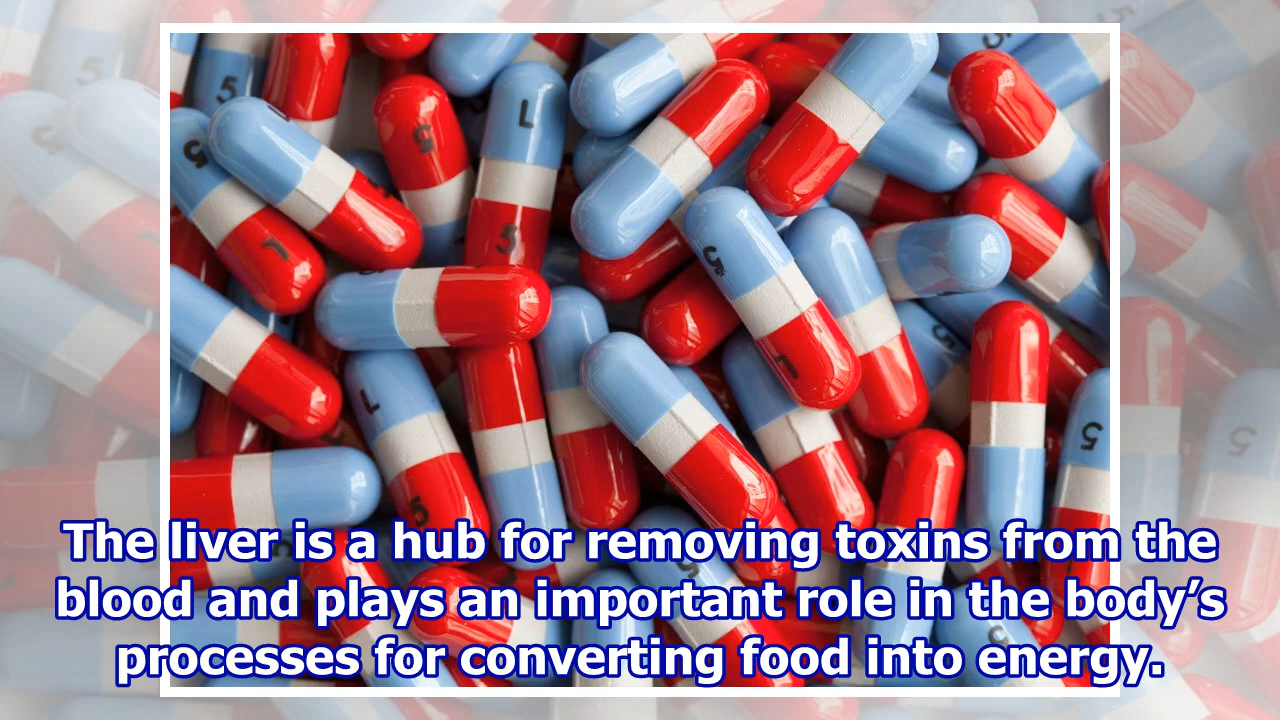 The liver is a hub for removing toxins from the
blood and plays an important role in the body’s
processes for converting food into energy.